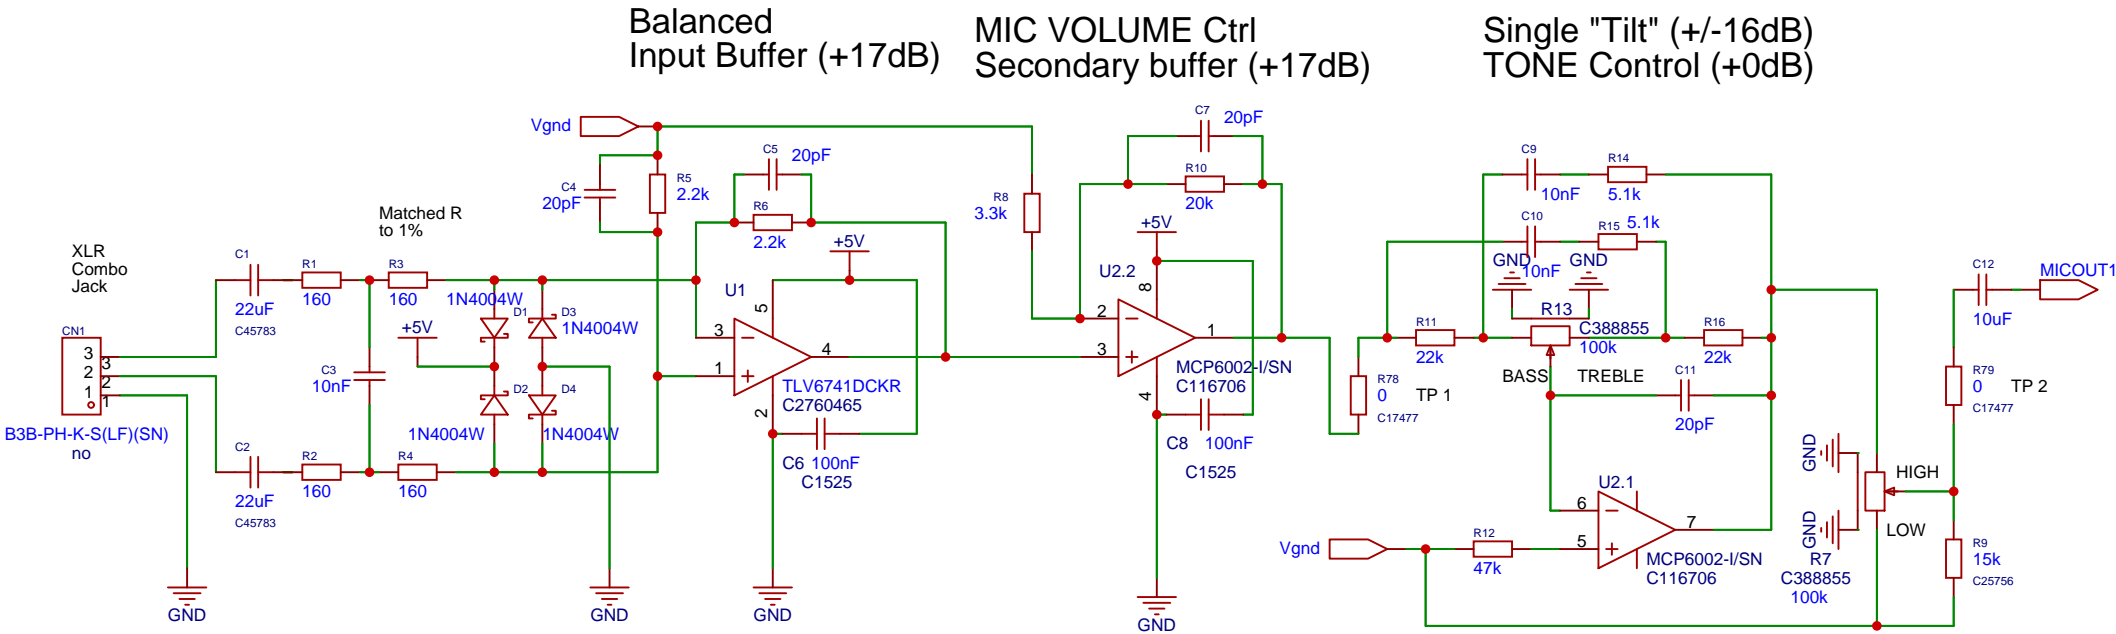 Balanced
Input Buffer (+17dB)
MIC VOLUME Ctrl
Secondary buffer (+17dB)
Single "Tilt" (+/-16dB)
TONE Control (+0dB)
XLR
Combo
Jack
CN1
3
2
1
3
2
1
B3B-PH-K-S(LF)(SN)
no
GND
C1
22uF
C45783
R1
160
C2
22uF
C45783
R2
160
C3
10nF
Matched R
to 1%
R3
160
R4
160
1N4004W
D1
D3
1N4004W
+5V
D2
D4
1N4004W
1N4004W
GND
Vgnd
C4
20pF
R5
2.2k
C5
20pF
R6
2.2k
+5V
U1
5
3
1
4
2
TLV6741DCKR
C2760465
C6
100nF
C1525
GND
R8
3.3k
C7
20pF
R10
20k
+5V
U2.2
8
2
3
1
4
MCP6002-I/SN
C116706
C8
100nF
C1525
GND
R78
0
C17477
TP 1
R11
22k
C9
10nF
R14
5.1k
C10
10nF
R15
5.1k
GND
GND
R13
C388855
100k
BASS
TREBLE
R16
22k
C11
20pF
U2.1
6
5
7
MCP6002-I/SN
C116706
Vgnd
R12
47k
GND
GND
HIGH
LOW
R7
C388855
100k
C12
10uF
MICOUT1
R79
0
C17477
TP 2
R9
15k
C25756